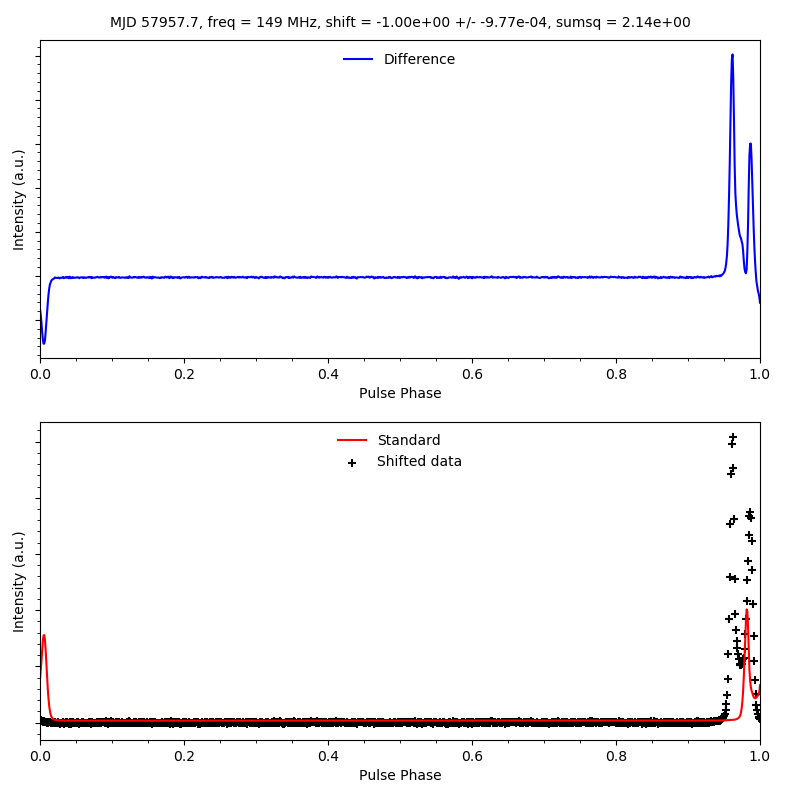 MJD 57957.7, freq = 149 MHz, shift = -1.00e+00 +/- -9.77e-04, sumsq = 2.14e+00
Difference
Intensity (a.u.)
0.0 0.2 0.4 0.6 0.8 1.0
Pulse Phase
Standard
Shifted data
Intensity (a.u.)
0.0 0.2 0.4 0.6 0.8 1.0
Pulse Phase